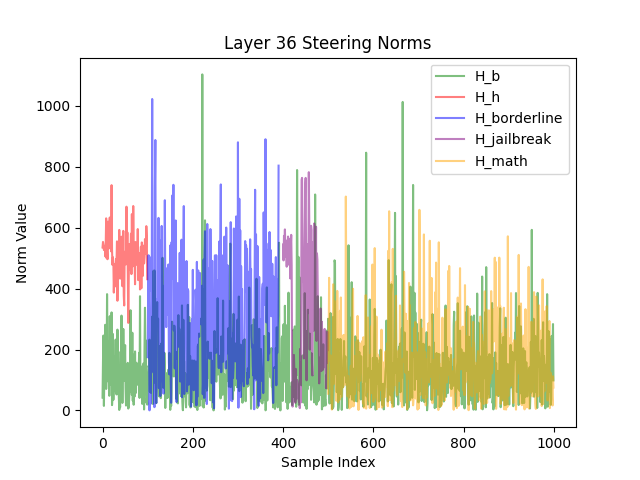 Layer 36 Steering Norms
H_b
H_h
H_borderline
H_jailbreak
H_math
Norm Value
1000
800
600
400
200
0
0
200
400
600
800
1000
Sample Index